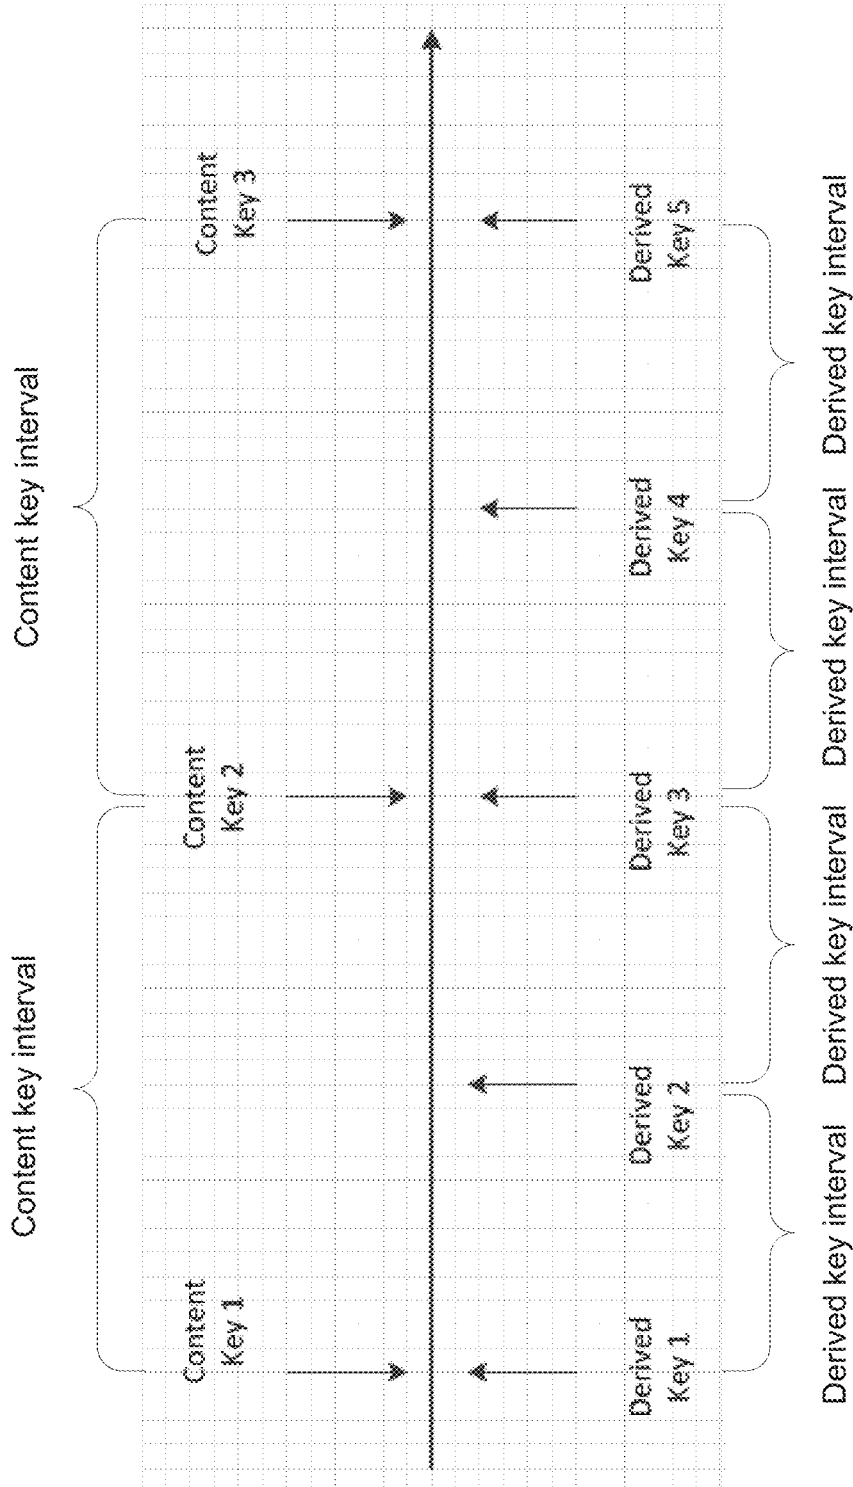 Content key interval
Content key interval
Content
Key 1
Content
Key 2
Content
Key 3
Derived
Key 1
Derived
Key 2
Derived
Key 3
Derived
Key 4
Derived
Key 5
Derived key interval
Derived key interval
Derived key interval
Derived key interval